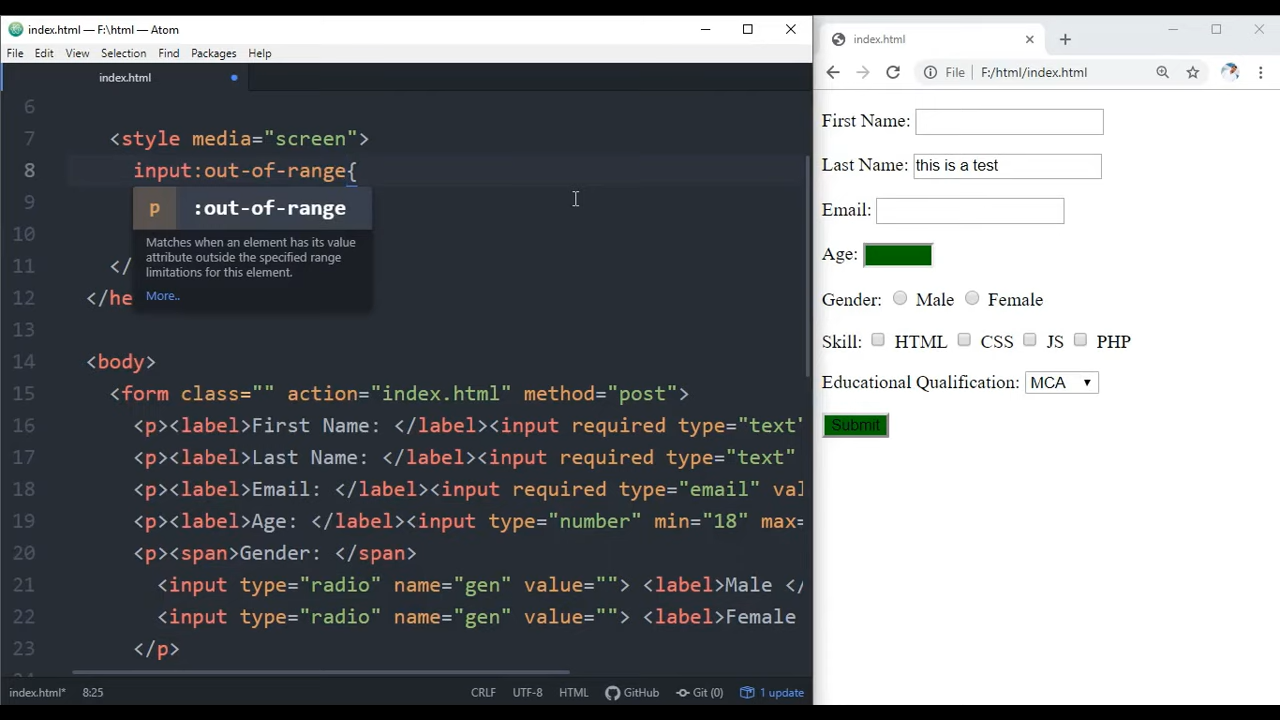 index.html — F:\html — Atom
File Edit View Selection Find Packages Help
index.html
6
7 <style media="screen">
8 input:out-of-range{
9
p :out-of-range
10
Matches when an element has its value
attribute outside the specified range
limitations for this element.
More..
11 </
12 </he
13
14 <body>
15 <form class="" action="index.html" method="post">
16 <p><label>First Name: </label><input required type="text"
17 <p><label>Last Name: </label><input required type="text"
18 <p><label>Email: </label><input required type="email" val
19 <p><label>Age: </label><input type="number" min="18" max=
20 <p><span>Gender: </span>
21 <input type="radio" name="gen" value=""> <label>Male </
22 <input type="radio" name="gen" value=""> <label>Female
23 </p>
index.html* 8:25 CRLF UTF-8 HTML GitHub Git (0) 1 update
index.html
File F:/html/index.html
First Name:
Last Name: this is a test
Email:
Age:
Gender: Male Female
Skill: HTML CSS JS PHP
Educational Qualification: MCA
Submit